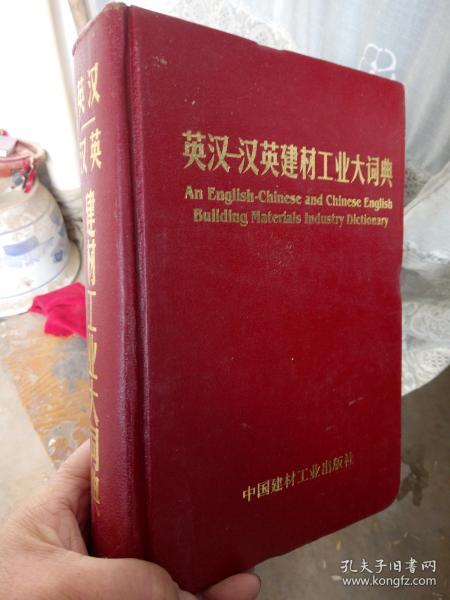 英汉
汉英
建材工业大词典
英汉-汉英建材工业大词典
An English-Chinese and Chinese English
Building Materials Industry Dictionary
中国建材工业出版社
孔夫子旧书网
www.kongfz.com